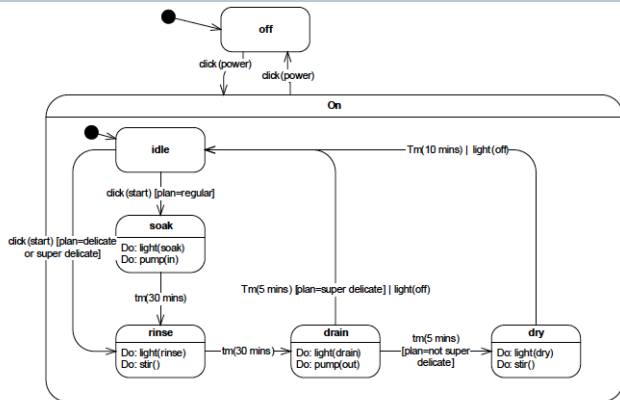 off
click(power)
click(power)
On
idle
Tm(10 mins) | light(off)
click(start) [plan=regular]
soak
Do: light(soak)
Do: pump(in)
click(start) [plan=delicate
or super delicate]
Tm(5 mins) [plan=super delicate] | light(off)
tm(30 mins)
rinse
Do: light(rinse)
Do: stir()
tm(30 mins)
drain
Do: light(drain)
Do: pump(out)
tm(5 mins)
[plan=not super
delicate]
dry
Do: light(dry)
Do: stir()